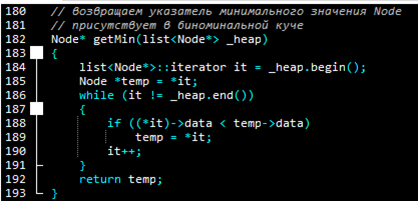 180 // возвращаем указатель минимального значения Node
181 // присутствует в биноминальной куче
182 Node* getMin(list<Node*> _heap)
183 {
184 list<Node*>::iterator it = _heap.begin();
185 Node *temp = *it;
186 while (it != _heap.end())
187 {
188 if ((*it)->data < temp->data)
189 temp = *it;
190 it++;
191 }
192 return temp;
193 }